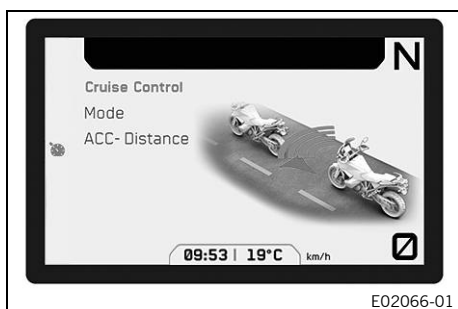 N
Cruise Control
Mode
ACC- Distance
09:53 | 19°C km/h
0
E02066-01